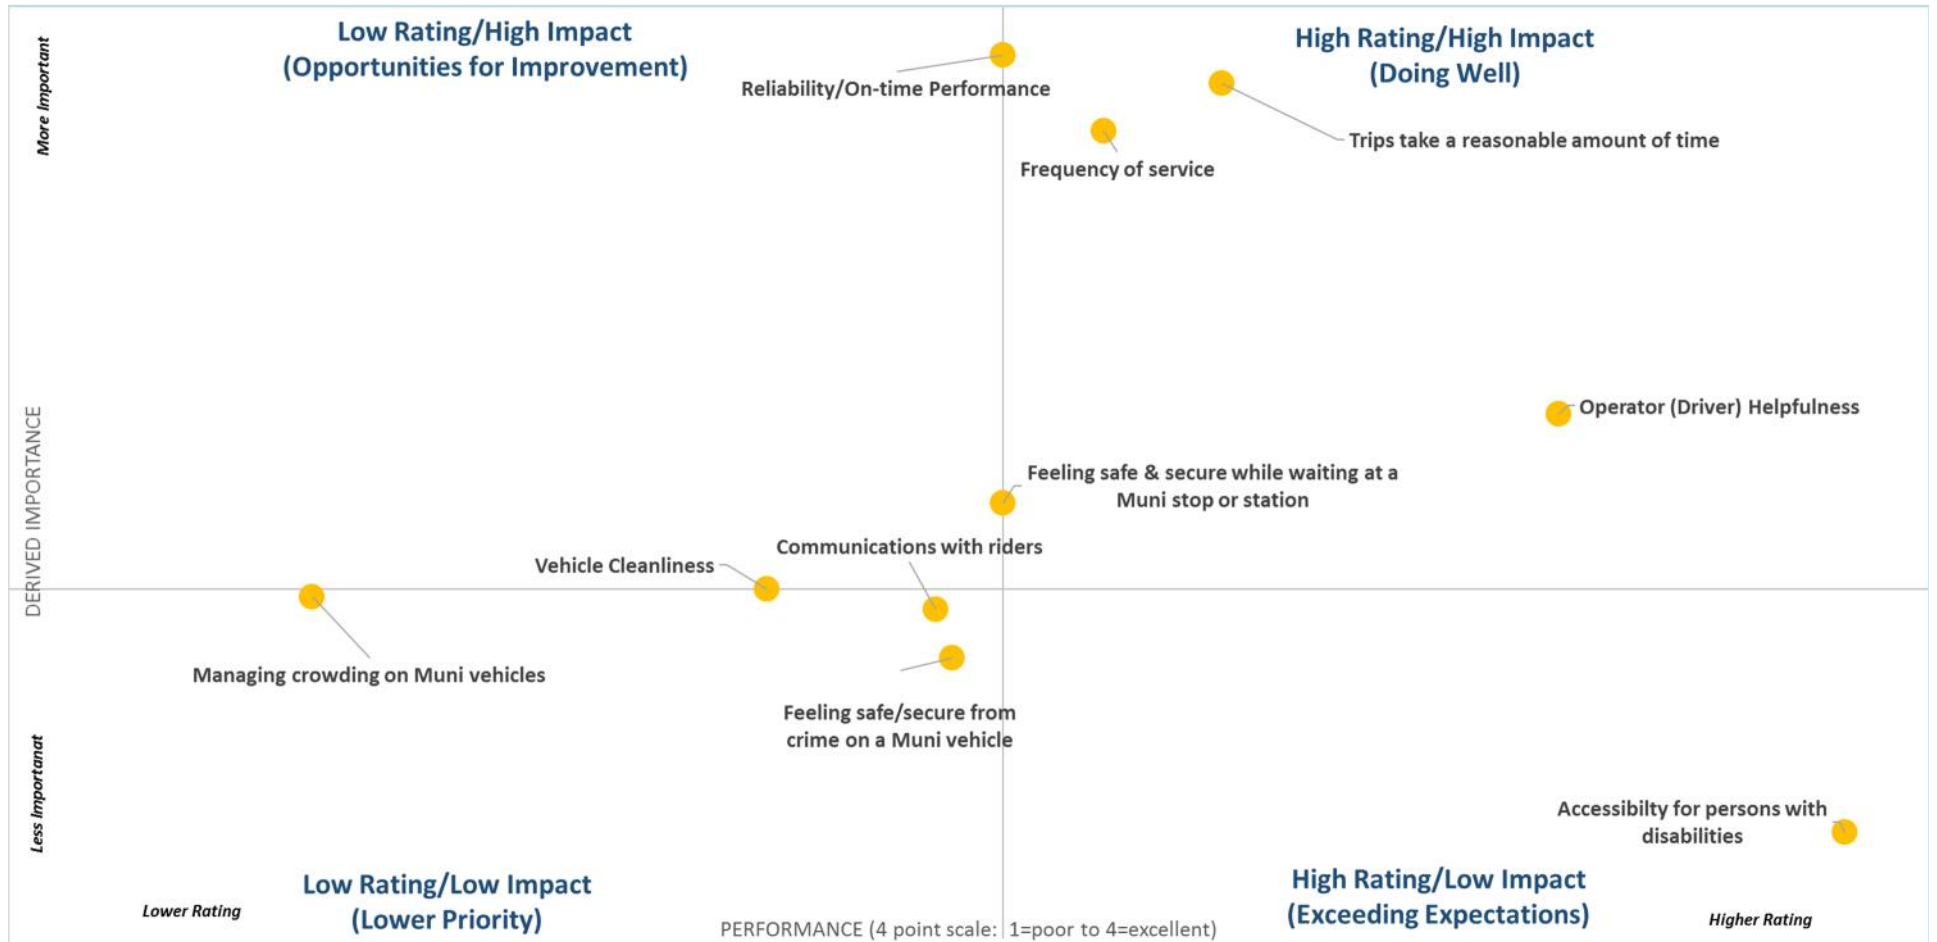 Low Rating/High Impact
(Opportunities for Improvement)
High Rating/High Impact
(Doing Well)
More Important
Reliability/On-time Performance
Trips take a reasonable amount of time
Frequency of service
Operator (Driver) Helpfulness
DERIVED IMPORTANCE
Feeling safe & secure while waiting at a
Muni stop or station
Communications with riders
Vehicle Cleanliness
Managing crowding on Muni vehicles
Feeling safe/secure from
crime on a Muni vehicle
Less Importanat
Accessibilty for persons with
disabilities
Low Rating/Low Impact
(Lower Priority)
High Rating/Low Impact
(Exceeding Expectations)
Lower Rating
PERFORMANCE (4 point scale: 1=poor to 4=excellent)
Higher Rating